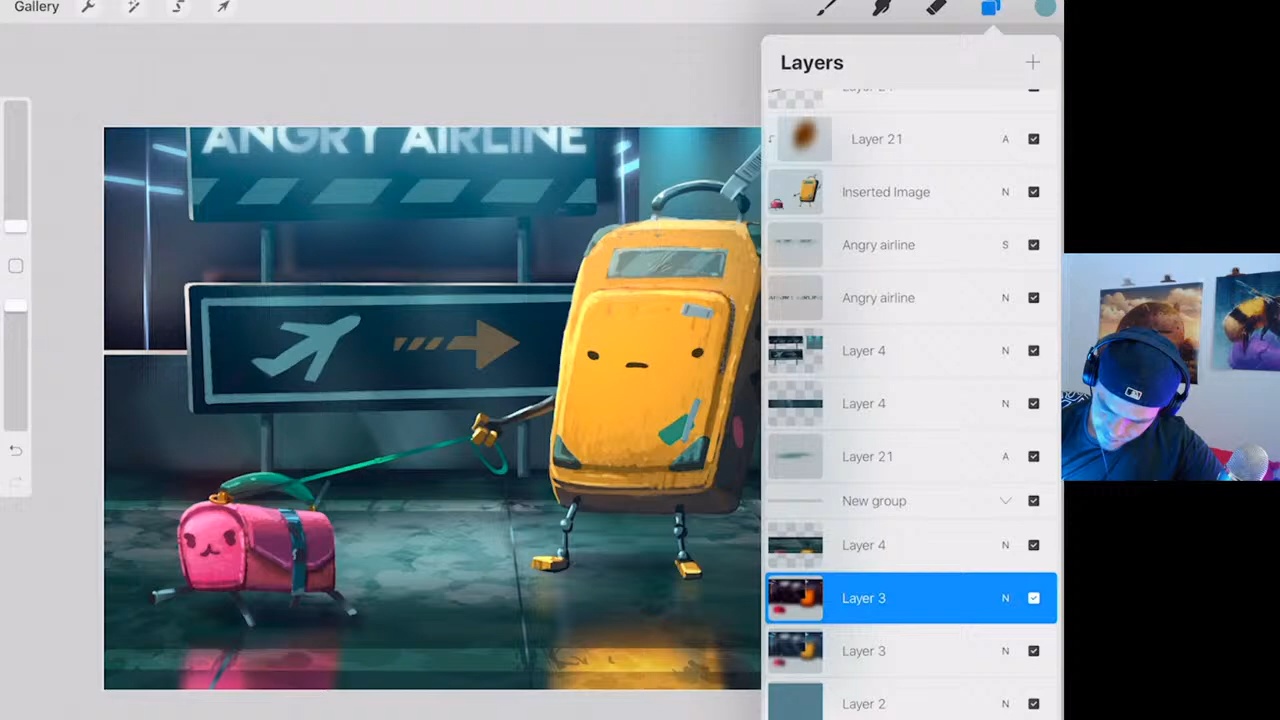 Gallery
Layers
Layer 21 A
Inserted Image N
Angry airline S
Angry airline N
Layer 4 N
Layer 4 N
Layer 21 A
New group
Layer 4 N
Layer 3 N
Layer 3 N
Layer 2 N
ANGRY AIRLINE